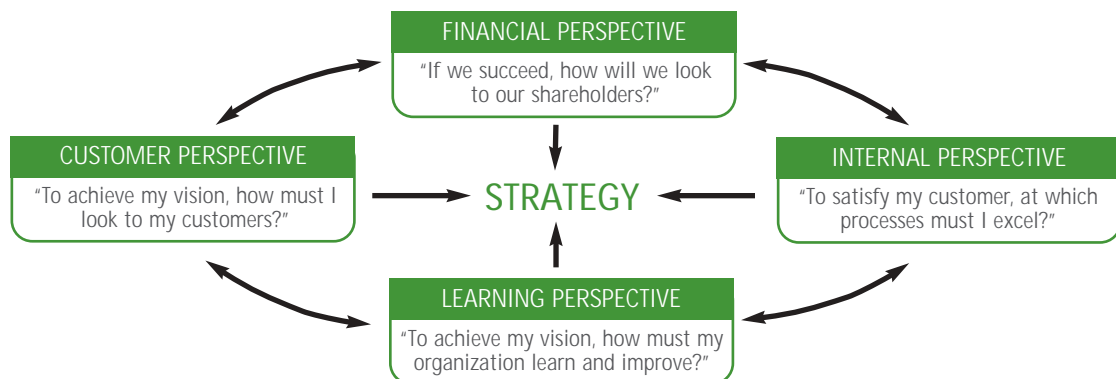 FINANCIAL PERSPECTIVE
“If we succeed, how will we look
to our shareholders?”
CUSTOMER PERSPECTIVE
“To achieve my vision, how must I
look to my customers?”
STRATEGY
INTERNAL PERSPECTIVE
“To satisfy my customer, at which
processes must I excel?”
LEARNING PERSPECTIVE
“To achieve my vision, how must my
organization learn and improve?”